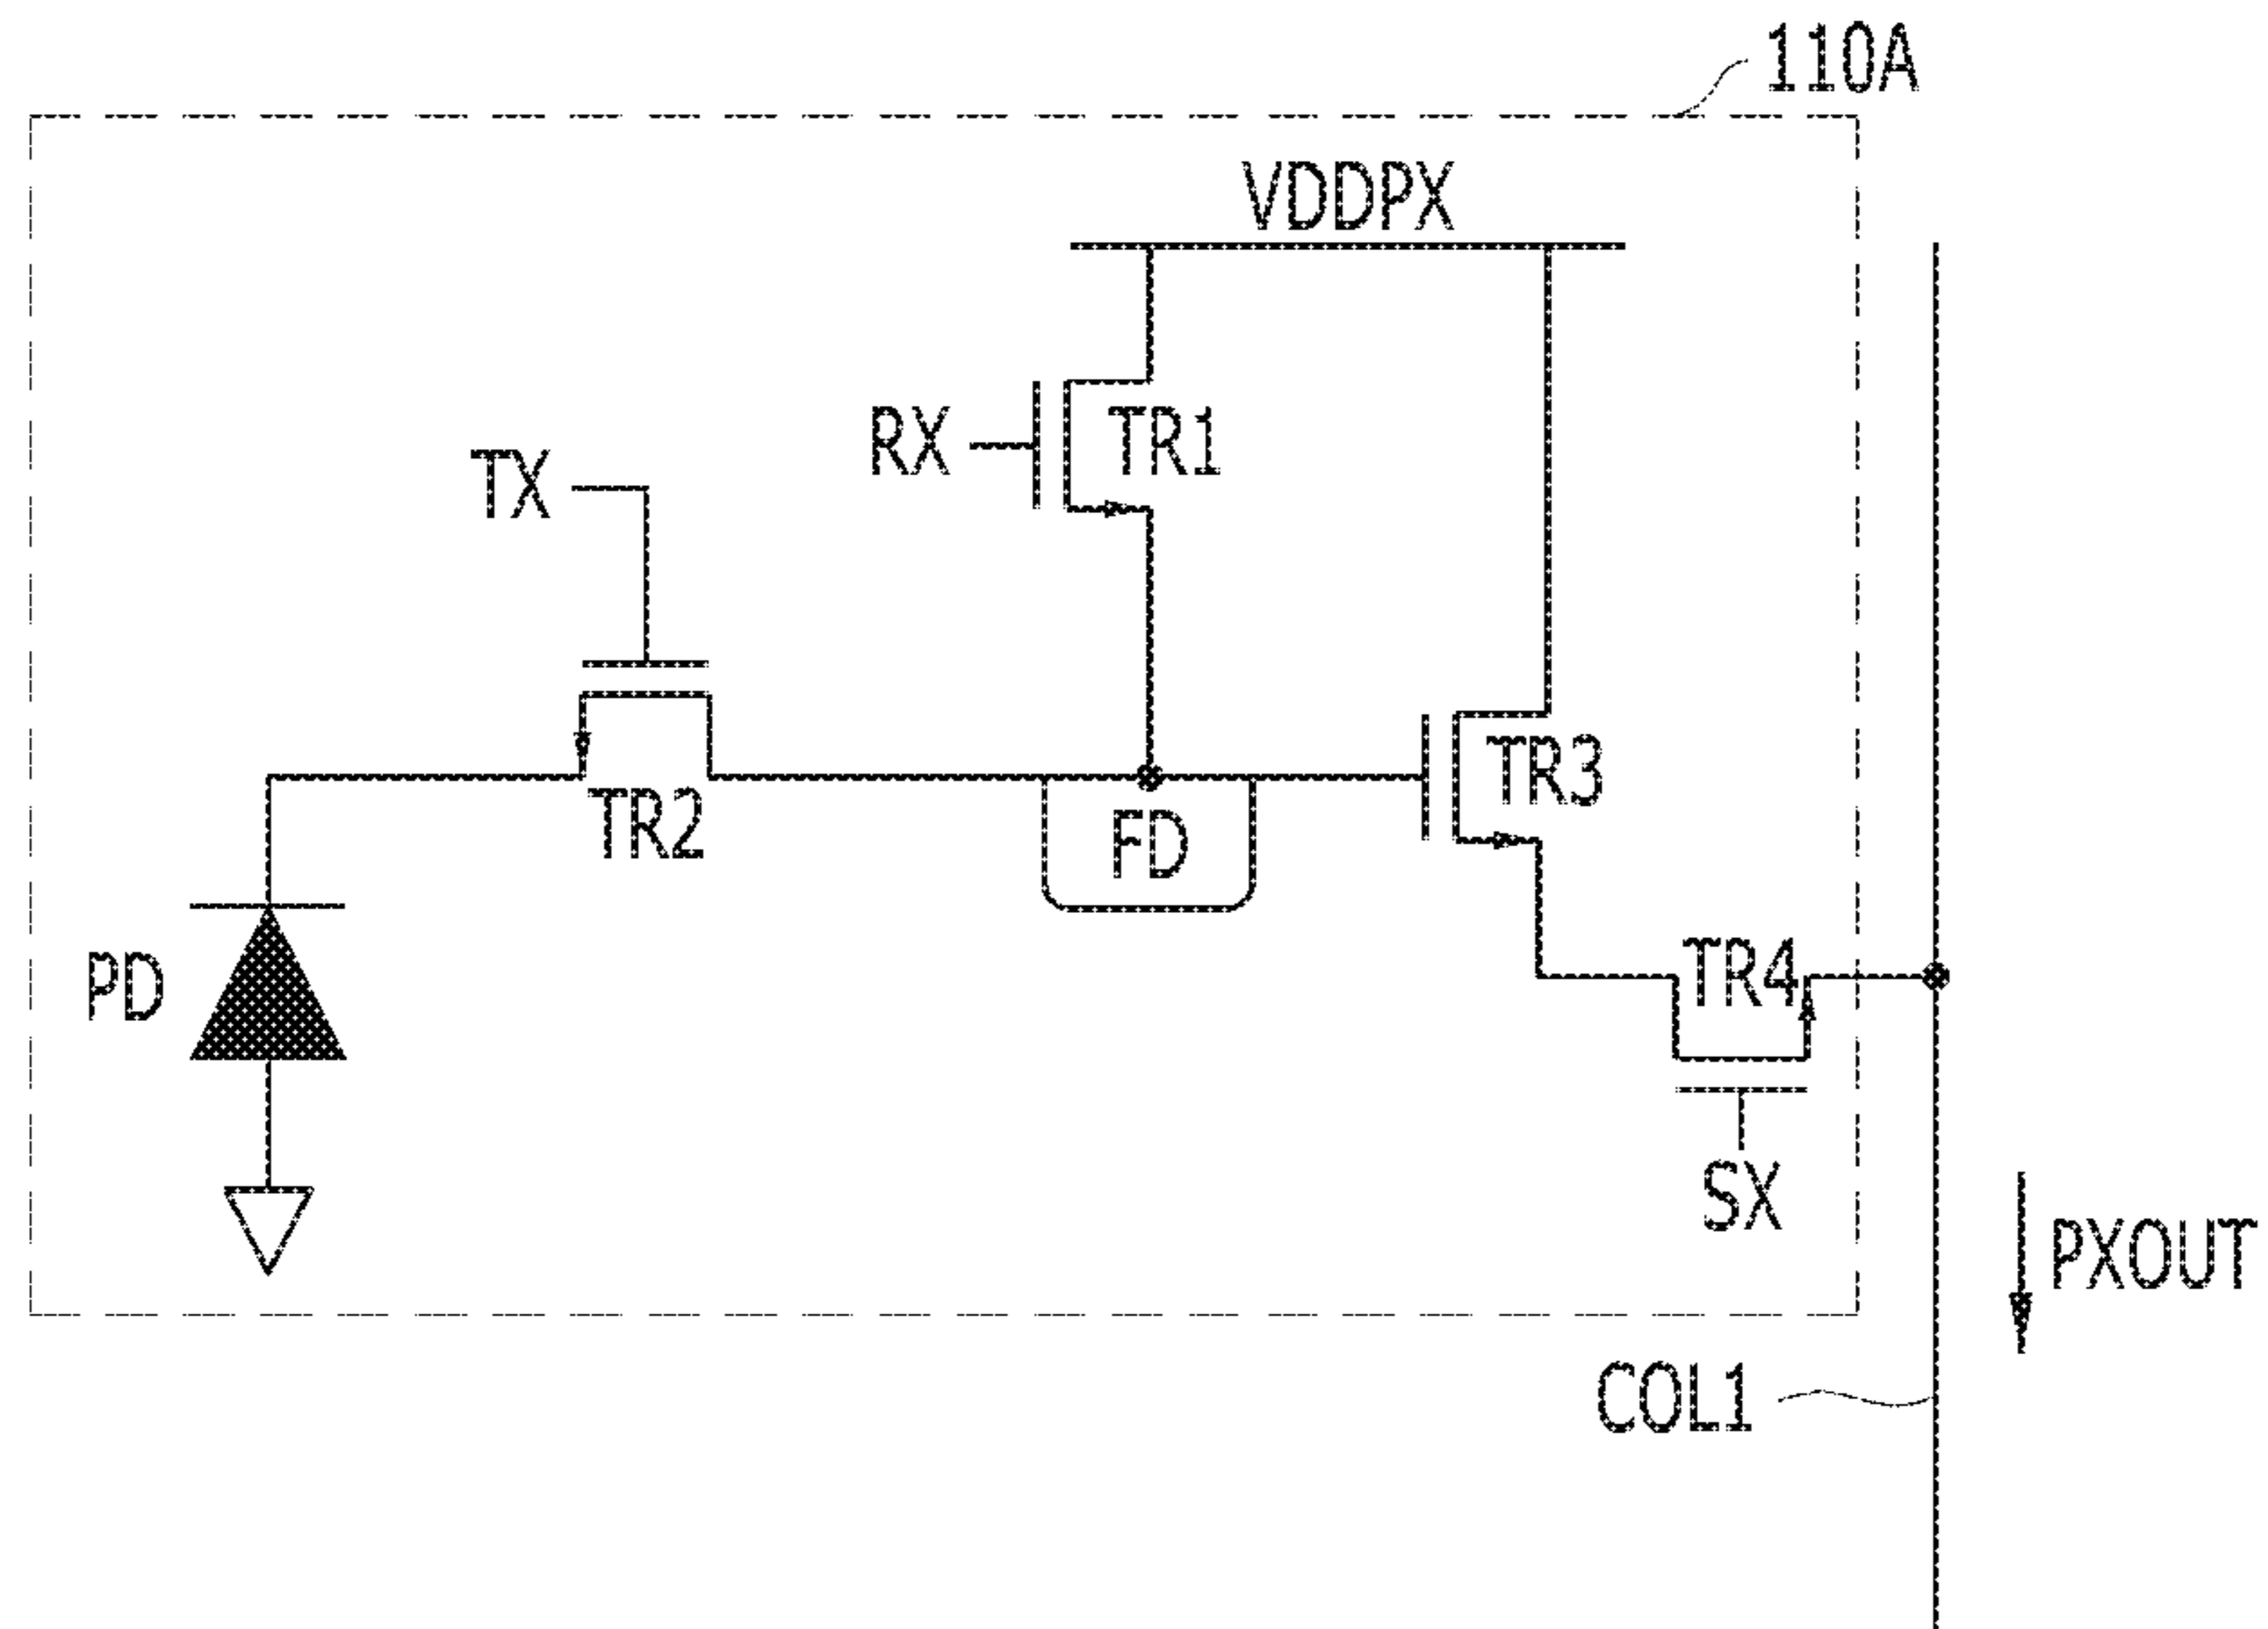 110A
VDDPX
RX
TR1
TX
TR3
TR2
FD
TR4
PD
SX
PXOUT
COL1